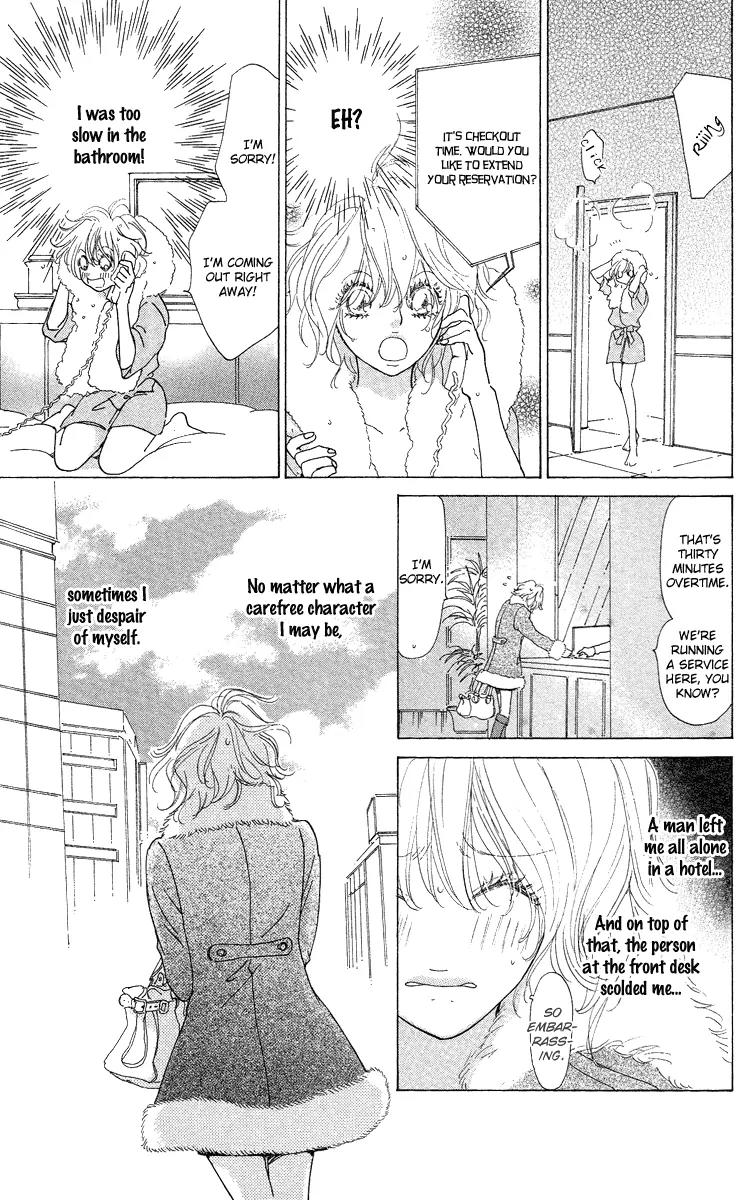 Riiing
click
IT'S CHECKOUT
TIME. WOULD YOU
LIKE TO EXTEND
YOUR RESERVATION?
EH?
I'M
SORRY!
I was too
slow in the
bathroom!
I'M COMING
OUT RIGHT
AWAY!
THAT'S
THIRTY
MINUTES
OVERTIME.
WE'RE
RUNNING
A SERVICE
HERE, YOU
KNOW?
I'M
SORRY.
A man left
me all alone
in a hotel...
And on top of
that, the person
at the front desk
scolded me...
SO
EMBAR-
RASS-
ING.
No matter what a
carefree character
I may be,
sometimes I
just despair
of myself.